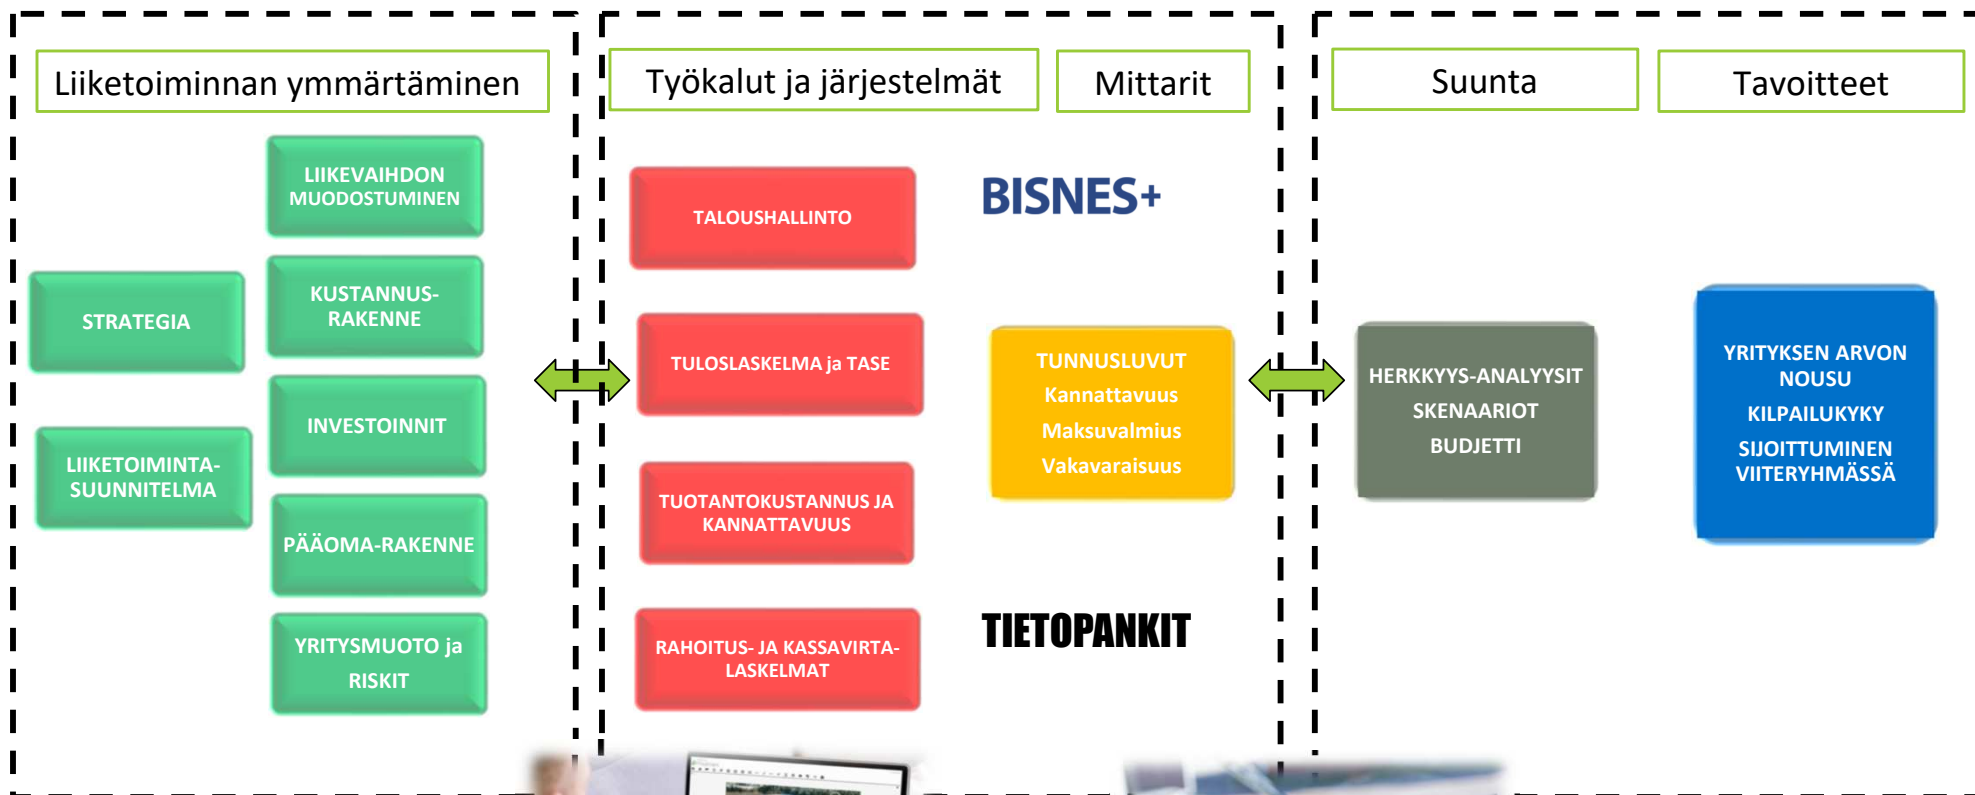 Liiketoiminnan ymmärtäminen
Työkalut ja järjestelmät
Mittarit
Suunta
Tavoitteet
STRATEGIA
LIIKETOIMINTA-
SUUNNITELMA
LIIKEVAIHDON
MUODOSTUMINEN
KUSTANNUS-
RAKENNE
INVESTOINNIT
PÄÄOMA-RAKENNE
YRITYSMUOTO ja
RISKIT
TALOUSHALLINTO
TULOSLASKELMA ja TASE
TUOTANTOKUSTANNUS JA
KANNATTAVUUS
RAHOITUS- JA KASSAVIRTA-
LASKELMAT
BISNES+
TUNNUSLUVUT
Kannattavuus
Maksuvalmius
Vakavaraisuus
TIETOPANKIT
HERKKYYS-ANALYYSIT
SKENAARIOT
BUDJETTI
YRITYKSEN ARVON
NOUSU
KILPAILUKYKY
SIJOITTUMINEN
VIITERYHMÄSSÄ